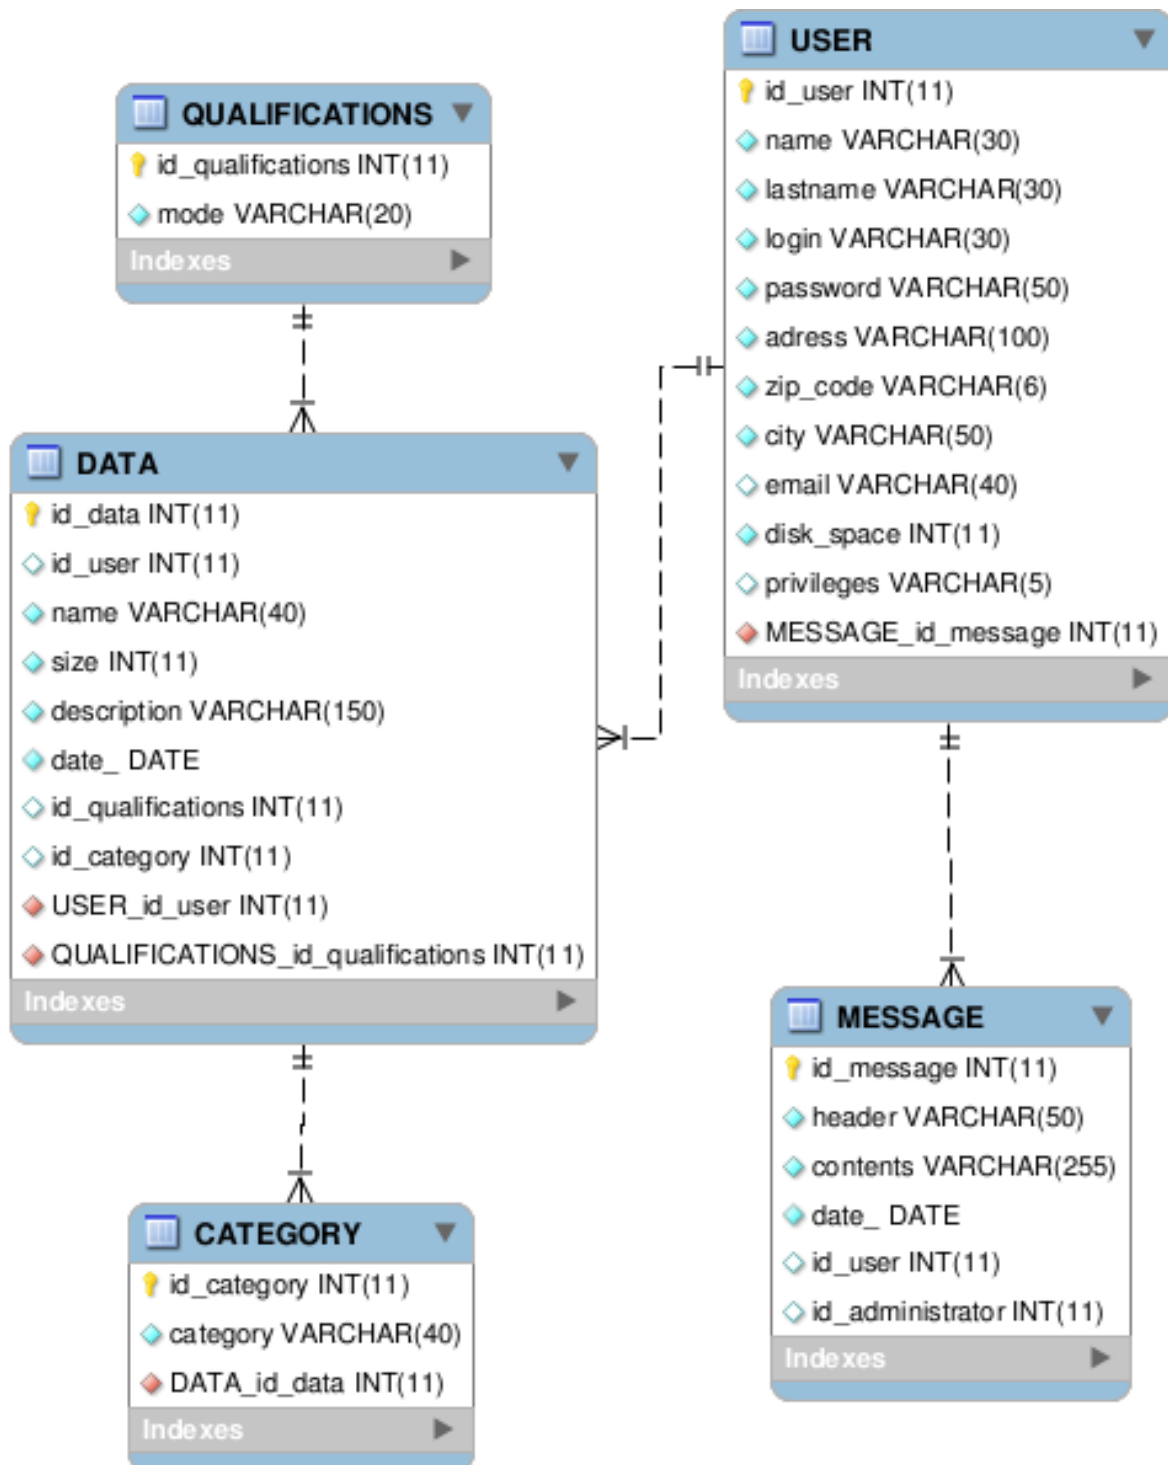 QUALIFICATIONS
id_qualifications INT(11)
mode VARCHAR(20)
Indexes
USER
id_user INT(11)
name VARCHAR(30)
lastname VARCHAR(30)
login VARCHAR(30)
password VARCHAR(50)
adress VARCHAR(100)
zip_code VARCHAR(6)
city VARCHAR(50)
email VARCHAR(40)
disk_space INT(11)
privileges VARCHAR(5)
MESSAGE_id_message INT(11)
Indexes
DATA
id_data INT(11)
id_user INT(11)
name VARCHAR(40)
size INT(11)
description VARCHAR(150)
date_ DATE
id_qualifications INT(11)
id_category INT(11)
USER_id_user INT(11)
QUALIFICATIONS_id_qualifications INT(11)
Indexes
MESSAGE
id_message INT(11)
header VARCHAR(50)
contents VARCHAR(255)
date_ DATE
id_user INT(11)
id_administrator INT(11)
Indexes
CATEGORY
id_category INT(11)
category VARCHAR(40)
DATA_id_data INT(11)
Indexes